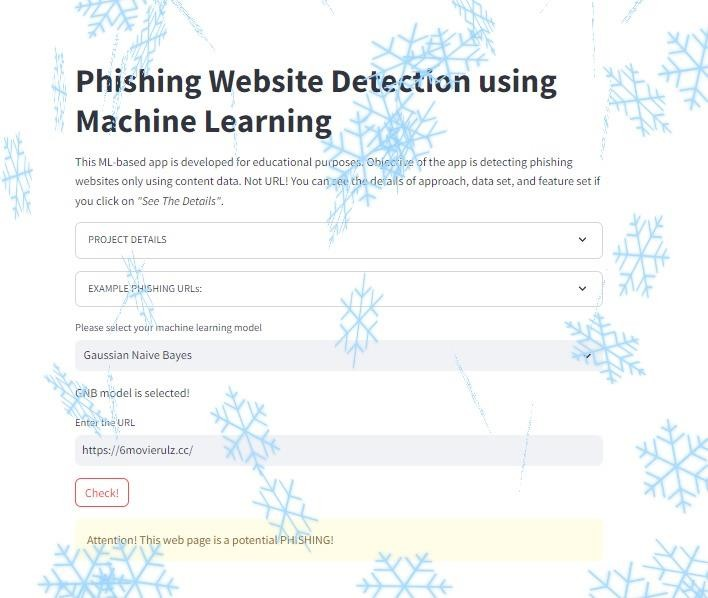 Phishing Website Detection using
Machine Learning
This ML-based app is developed for educational purposes. Objective of the app is detecting phishing
websites only using content data. Not URL! You can see the details of approach, data set, and feature set if
you click on "See The Details".
PROJECT DETAILS
EXAMPLE PHISHING URLs:
Please select your machine learning model
Gaussian Naive Bayes
GNB model is selected!
Enter the URL
https://6movierulz.cc/
Check!
Attention! This web page is a potential PHISHING!